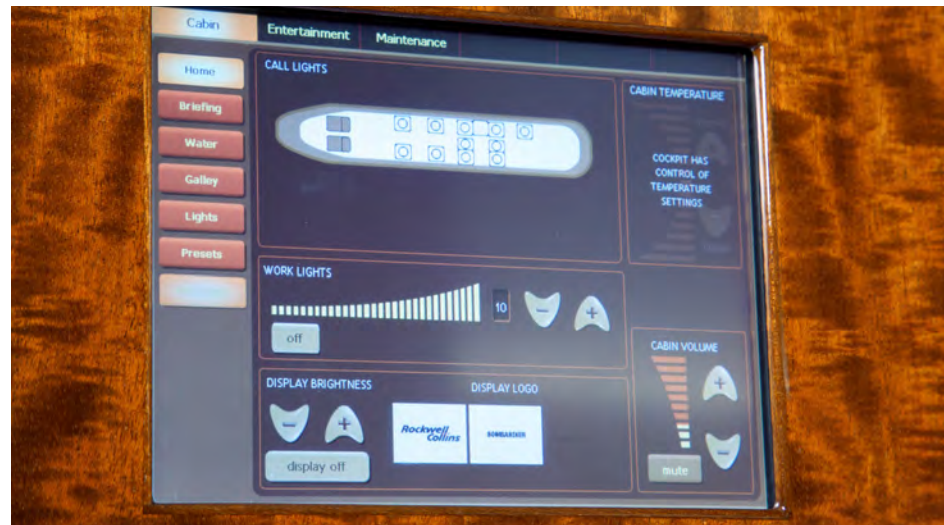 Cabin
Entertainment
Maintenance
Home
Briefing
Water
Galley
Lights
Presets
CALL LIGHTS
CABIN TEMPERATURE
COCKPIT HAS
CONTROL OF
TEMPERATURE
SETTINGS
WORK LIGHTS
10
- +
off
DISPLAY BRIGHTNESS
- +
display off
DISPLAY LOGO
Rockwell
Collins
BOMBARDIER
CABIN VOLUME
+
-
mute